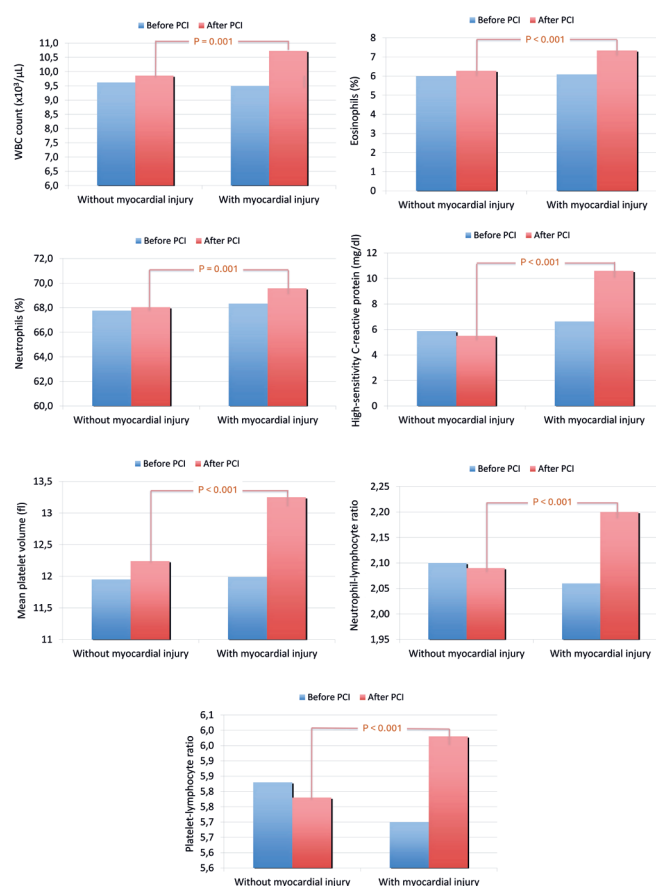 Before PCI After PCI
WBC count (x10³/µL)
11,0
10,5
10,0
9,5
9,0
8,5
8,0
7,5
7,0
6,5
6,0
P = 0.001
Without myocardial injury With myocardial injury
Before PCI After PCI
Eosinophils (%)
8
7
6
5
4
3
2
1
0
P < 0.001
Without myocardial injury With myocardial injury
Before PCI After PCI
Neutrophils (%)
72,0
70,0
68,0
66,0
64,0
62,0
60,0
P = 0.001
Without myocardial injury With myocardial injury
Before PCI After PCI
High-sensitivity C-reactive protein (mg/dl)
12
10
8
6
4
2
0
P < 0.001
Without myocardial injury With myocardial injury
Before PCI After PCI
Mean platelet volume (fl)
13,5
13
12,5
12
11,5
11
P < 0.001
Without myocardial injury With myocardial injury
Before PCI After PCI
Neutrophil-lymphocyte ratio
2,25
2,20
2,15
2,10
2,05
2,00
1,95
P < 0.001
Without myocardial injury With myocardial injury
Before PCI After PCI
Platelet-lymphocyte ratio
6,1
6,0
5,9
5,8
5,7
5,6
P < 0.001
Without myocardial injury With myocardial injury